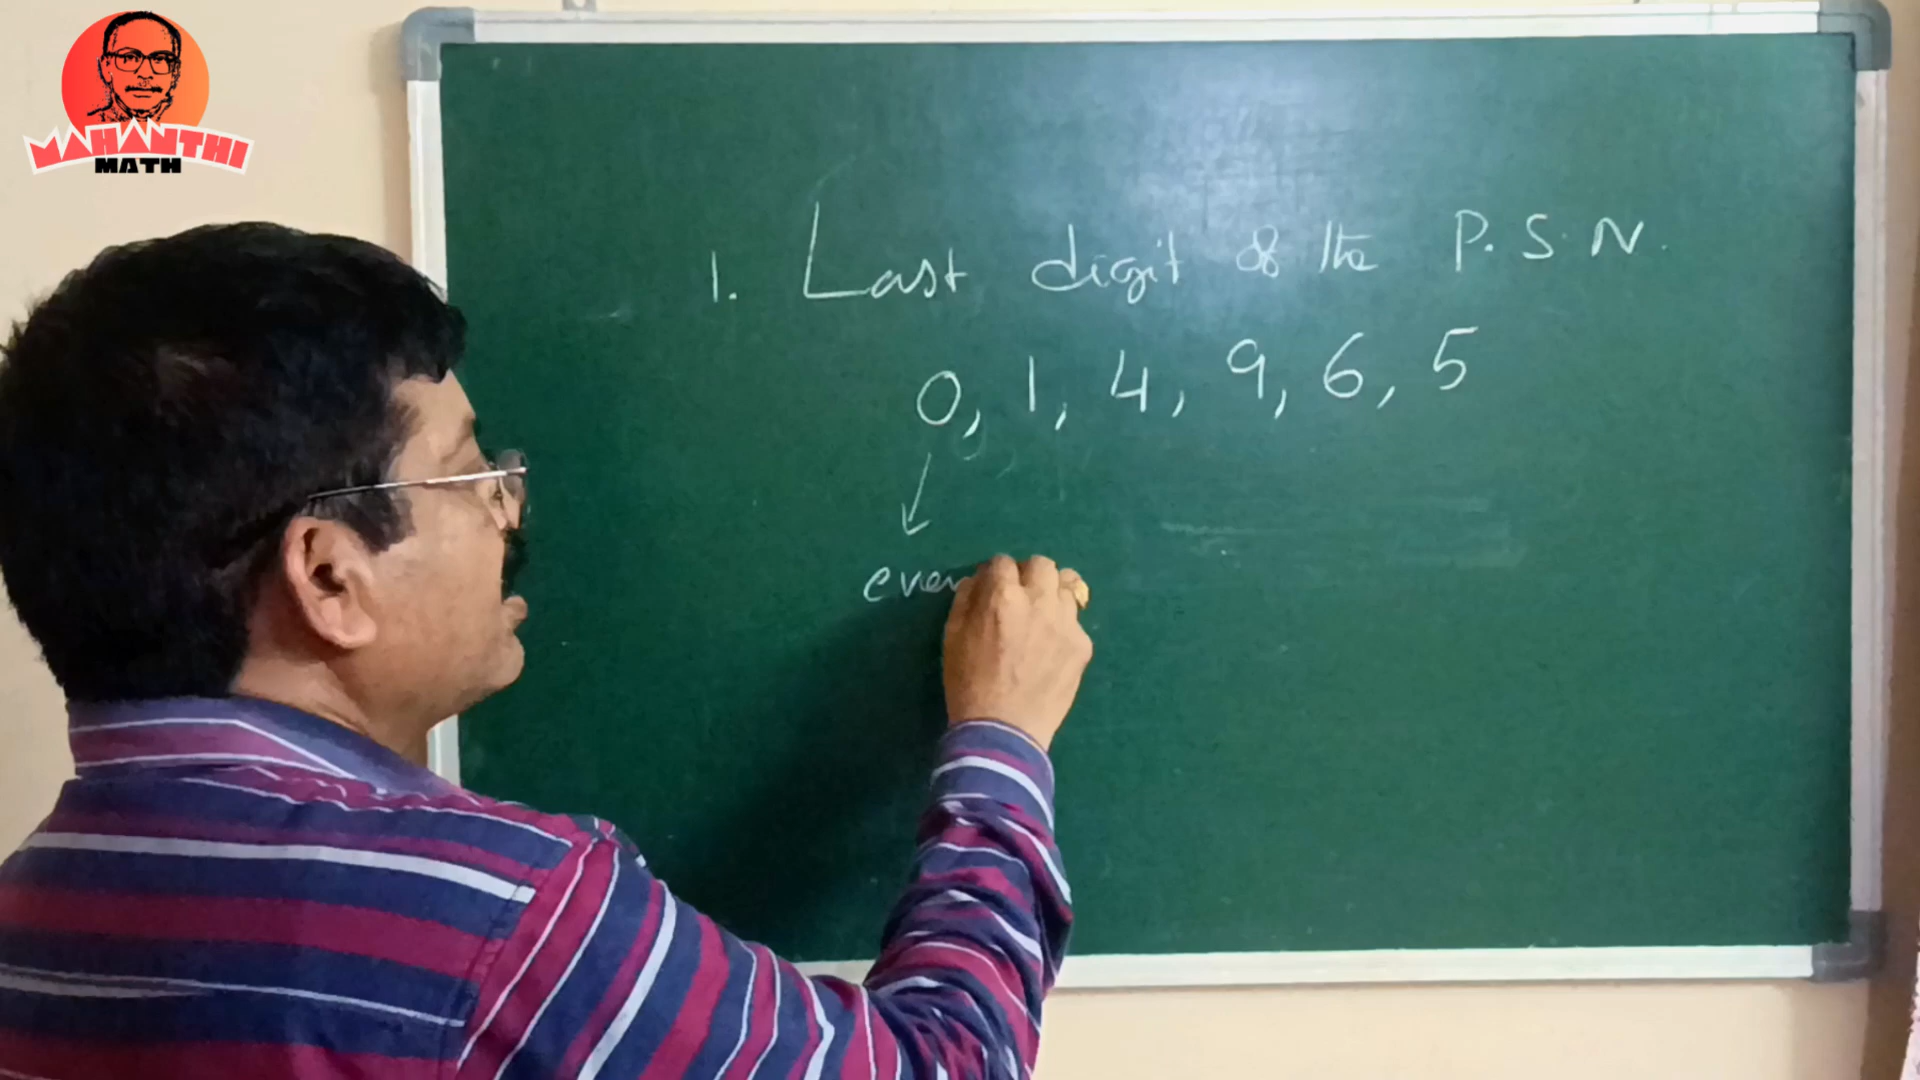 MAHANTHI
MATH
1. Last digit of the P.S.N.
0, 1, 4, 9, 6, 5
even